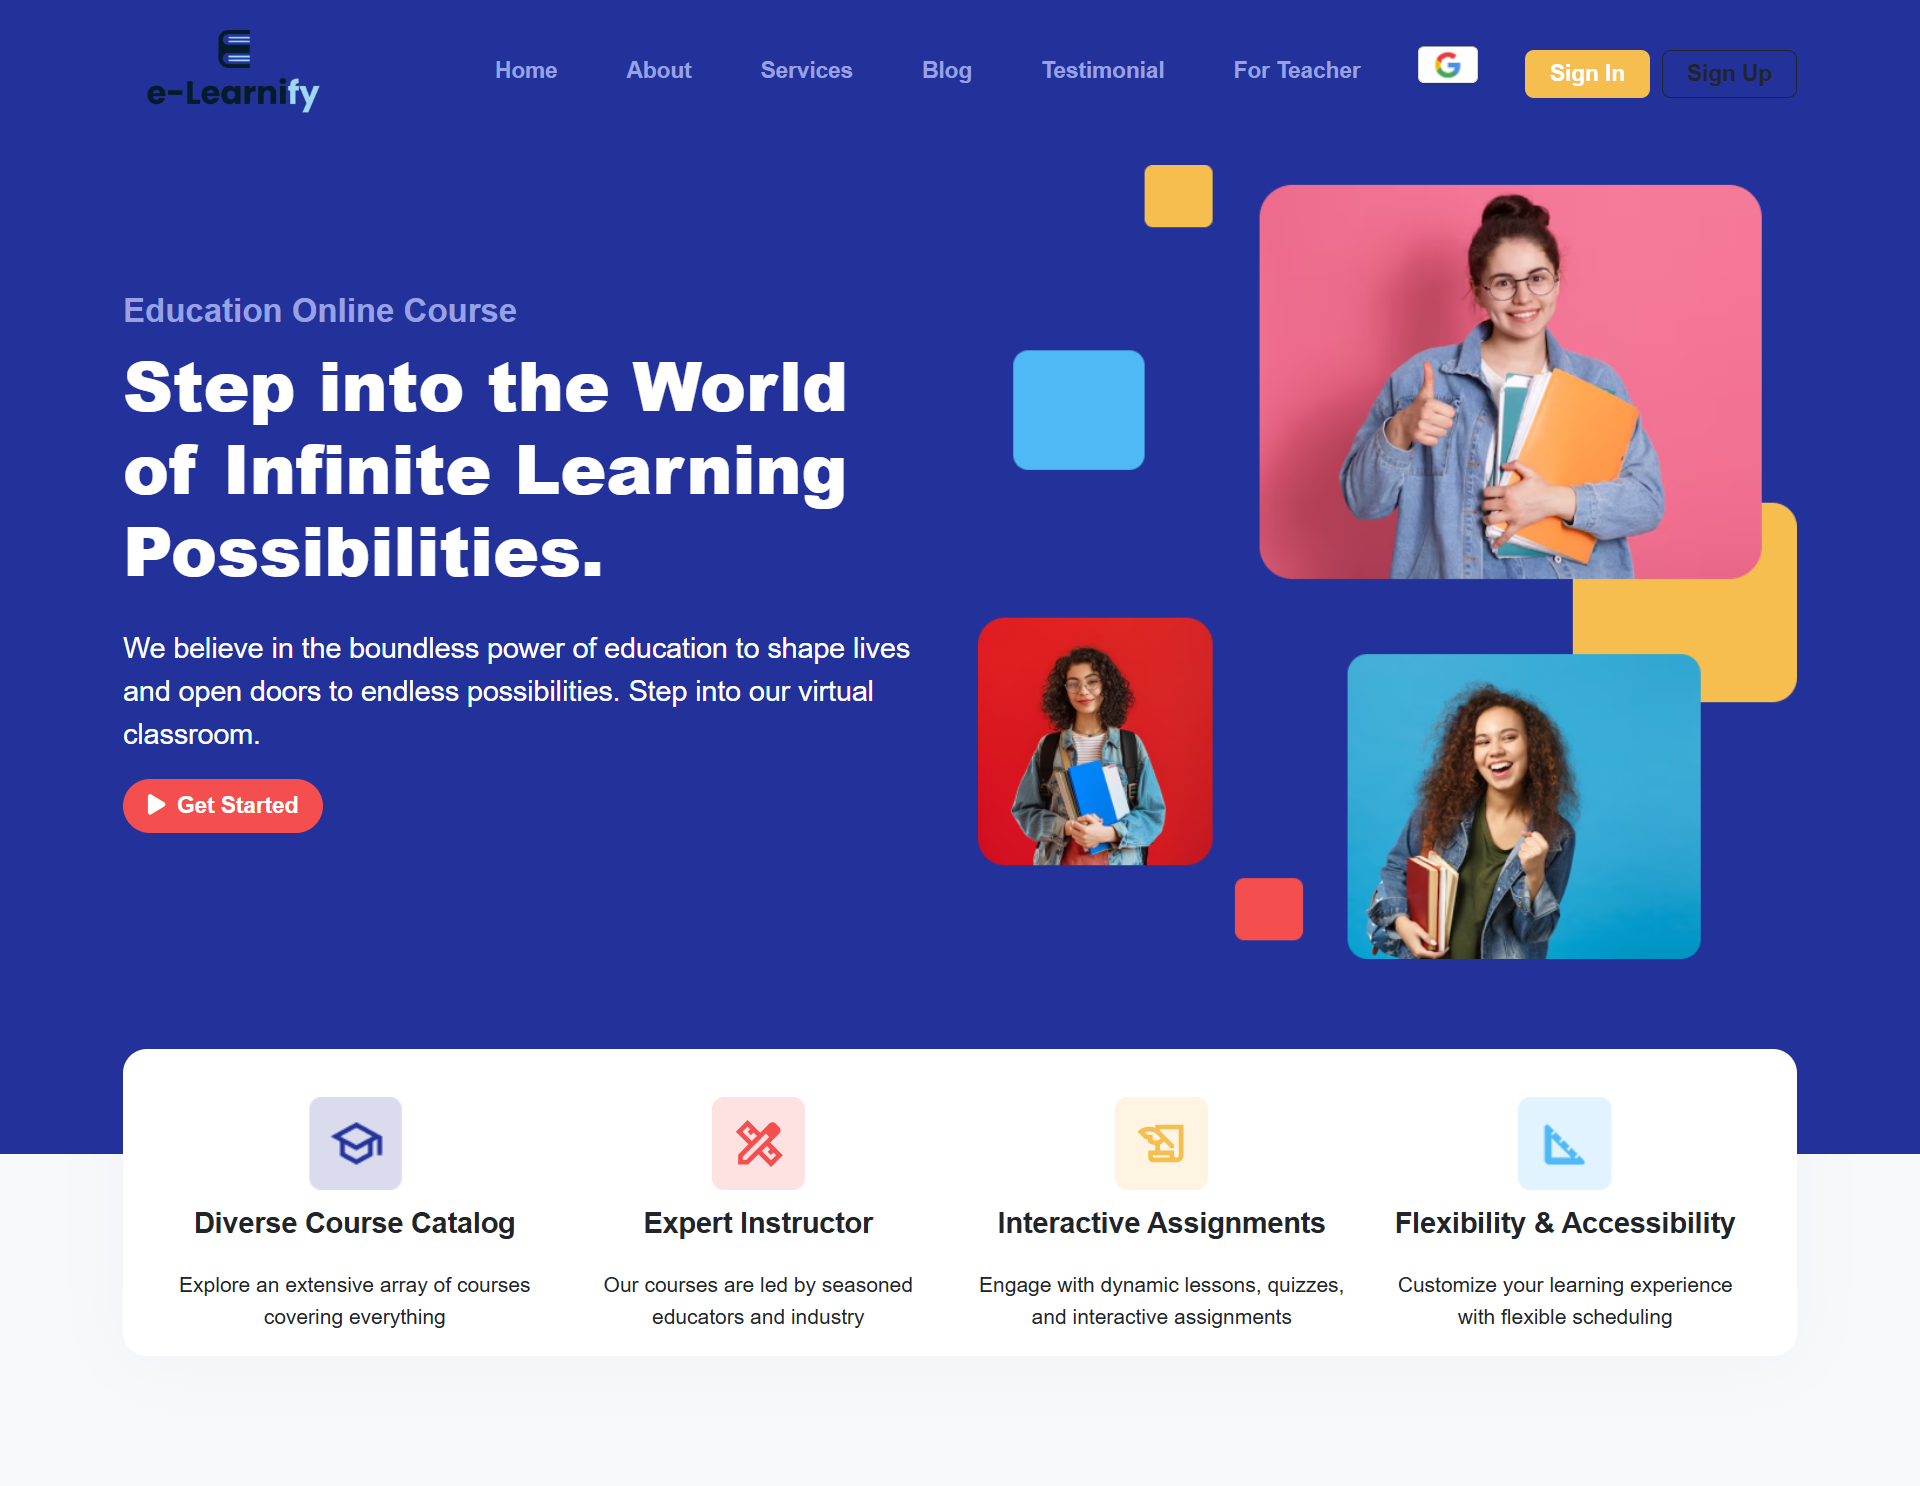 e-Learnify
Home About Services Blog Testimonial For Teacher Sign In Sign Up
Education Online Course
Step into the World
of Infinite Learning
Possibilities.
We believe in the boundless power of education to shape lives
and open doors to endless possibilities. Step into our virtual
classroom.
Get Started
Diverse Course Catalog
Explore an extensive array of courses
covering everything
Expert Instructor
Our courses are led by seasoned
educators and industry
Interactive Assignments
Engage with dynamic lessons, quizzes,
and interactive assignments
Flexibility & Accessibility
Customize your learning experience
with flexible scheduling